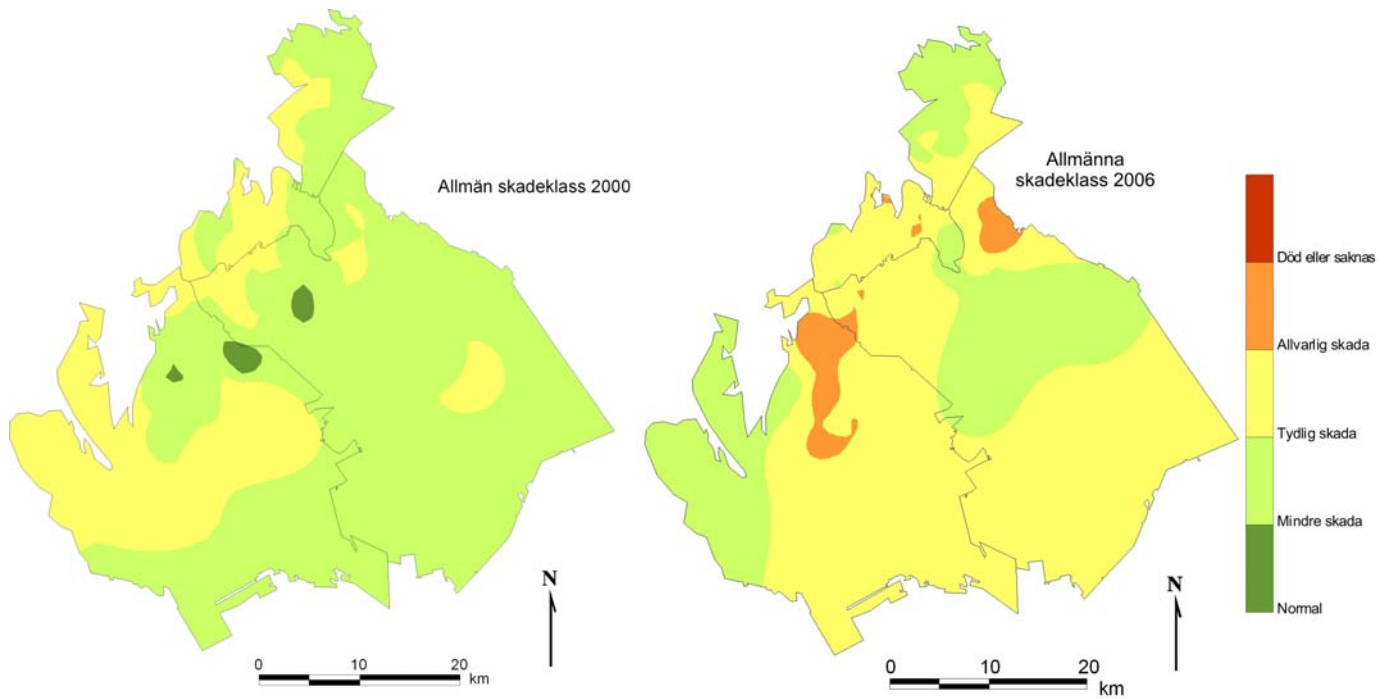 Allmän skadeklass 2000
Allmänna
skadeklass 2006
Död eller saknas
Allvarlig skada
Tydlig skada
Mindre skada
Normal
N
0 10 20
km
N
0 10 20
km